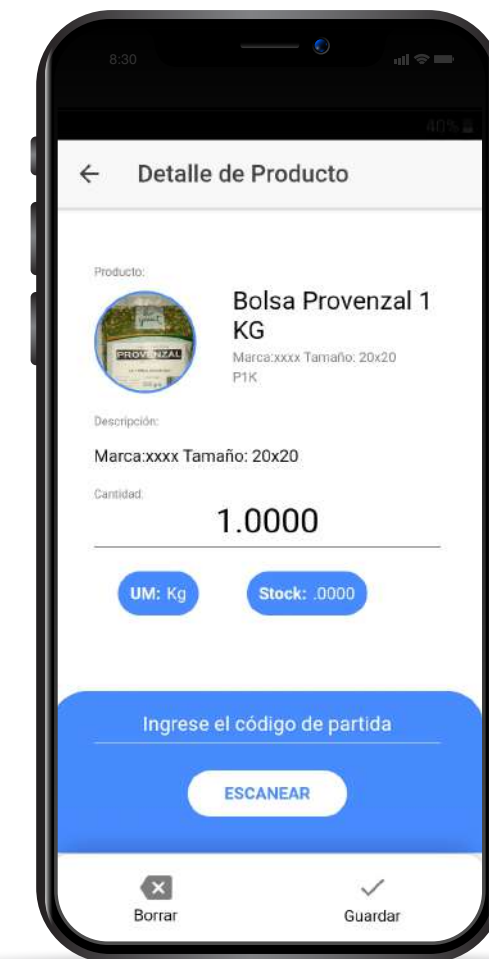 8:30
40%
Detalle de Producto
Producto:
PROVENZAL
Bolsa Provenzal 1
KG
Marca:xxxx Tamaño: 20x20
P1K
Descripción:
Marca:xxxx Tamaño: 20x20
Cantidad:
1.0000
UM: Kg
Stock: .0000
Ingrese el código de partida
ESCANEAR
Borrar
Guardar